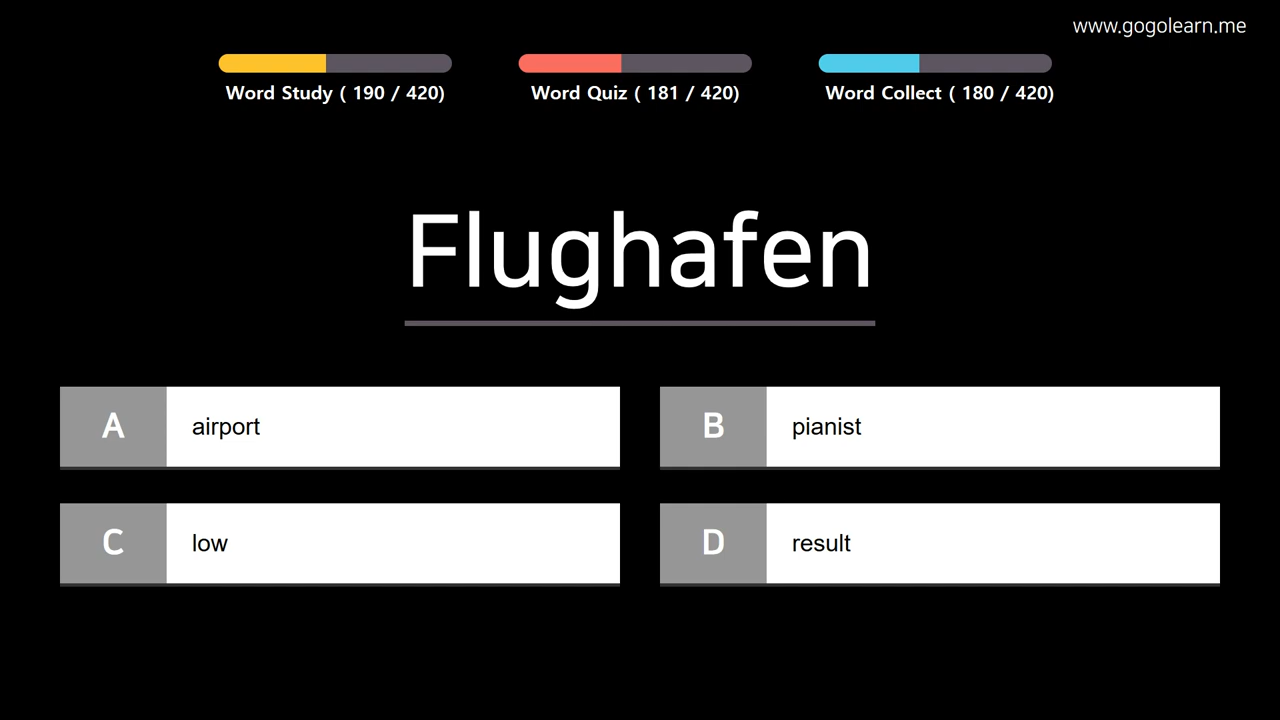 www.gogolearn.me
Word Study ( 190 / 420)
Word Quiz ( 181 / 420)
Word Collect ( 180 / 420)
Flughafen
A airport
B pianist
C low
D result